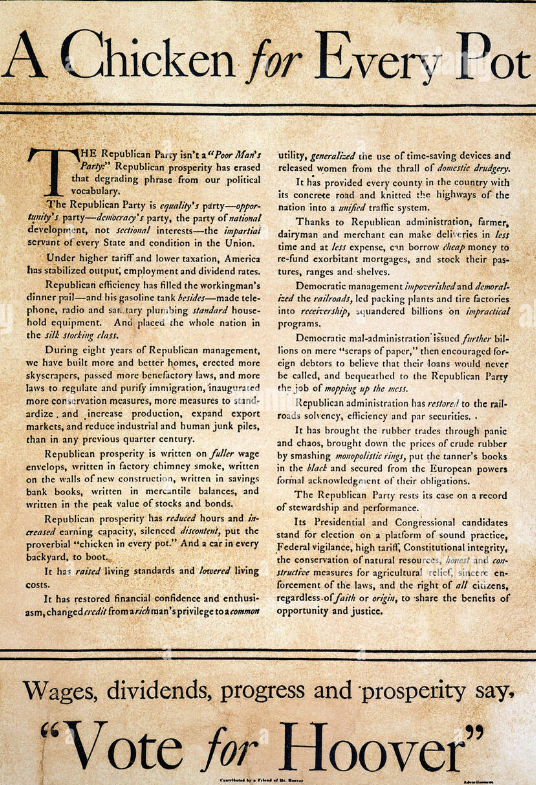 A Chicken for Every Pot
THE Republican Party isn't a "Poor Man's
Party:" Republican prosperity has erased
that degrading phrase from our political
vocabulary.
The Republican Party is equality's party—oppor-
tunity's party—democracy's party, the party of national
development, not sectional interests—the impartial
servant of every State and condition in the Union.
Under higher tariff and lower taxation, America
has stabilized output, employment and dividend rates.
Republican efficiency has filled the workingman's
dinner pail—and his gasoline tank besides—made tele-
phone, radio and sanitary plumbing standard house-
hold equipment. And placed the whole nation in
the silk stocking class.
During eight years of Republican management,
we have built more and better homes, erected more
skyscrapers, passed more benefactory laws, and more
laws to regulate and purify immigration, inaugurated
more conservation measures, more measures to stand-
ardize and increase production, expand export
markets, and reduce industrial and human junk piles,
than in any previous quarter century.
Republican prosperity is written on fuller wage
envelops, written in factory chimney smoke, written
on the walls of new construction, written in savings
bank books, written in mercantile balances, and
written in the peak value of stocks and bonds.
Republican prosperity has reduced hours and in-
creased earning capacity, silenced discontent, put the
proverbial "chicken in every pot." And a car in every
backyard, to boot.
It has raised living standards and lowered living
costs.
It has restored financial confidence and enthusi-
asm, changed credit from a rich man's privilege to a common
utility, generalized the use of time-saving devices and
released women from the thrall of domestic drudgery.
It has provided every county in the country with
its concrete road and knitted the highways of the
nation into a unified traffic system.
Thanks to Republican administration, farmer,
dairyman and merchant can make deliveries in less
time and at less expense, can borrow cheap money to
re-fund exorbitant mortgages, and stock their pas-
tures, ranges and shelves.
Democratic management impoverished and demoral-
ized the railroads, led packing plants and tire factories
into receivership, squandered billions on impractical
programs.
Democratic mal-administration issued further bil-
lions on mere "scraps of paper," then encouraged for-
eign debtors to believe that their loans would never
be called, and bequeathed to the Republican Party
the job of mopping up the mess.
Republican administration has restored to the rail-
roads solvency, efficiency and par securities.
It has brought the rubber trades through panic
and chaos, brought down the prices of crude rubber
by smashing monopolistic rings, put the tanner's books
in the black and secured from the European powers
formal acknowledgment of their obligations.
The Republican Party rests its case on a record
of stewardship and performance.
Its Presidential and Congressional candidates
stand for election on a platform of sound practice,
Federal vigilance, high tariff, Constitutional integrity,
the conservation of natural resources, honest and con-
structive measures for agricultural relief, sincere en-
forcement of the laws, and the right of all citizens,
regardless of faith or origin, to share the benefits of
opportunity and justice.
Wages, dividends, progress and prosperity say,
"Vote for Hoover"
Contributed by a Friend of Mr. Hoover
Advertisement